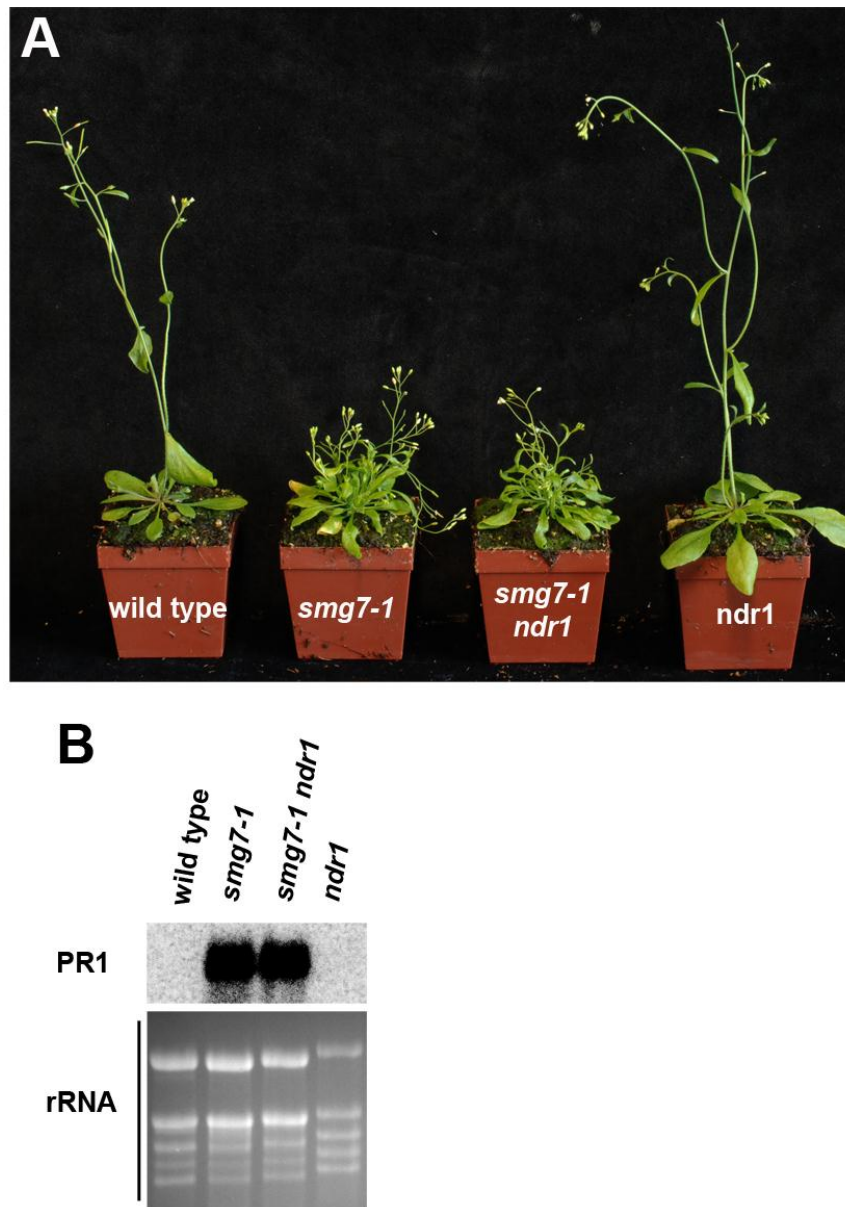 A
wild type
smg7-1
smg7-1
ndr1
ndr1
B
wild type
smg7-1
smg7-1 ndr1
ndr1
PR1
rRNA